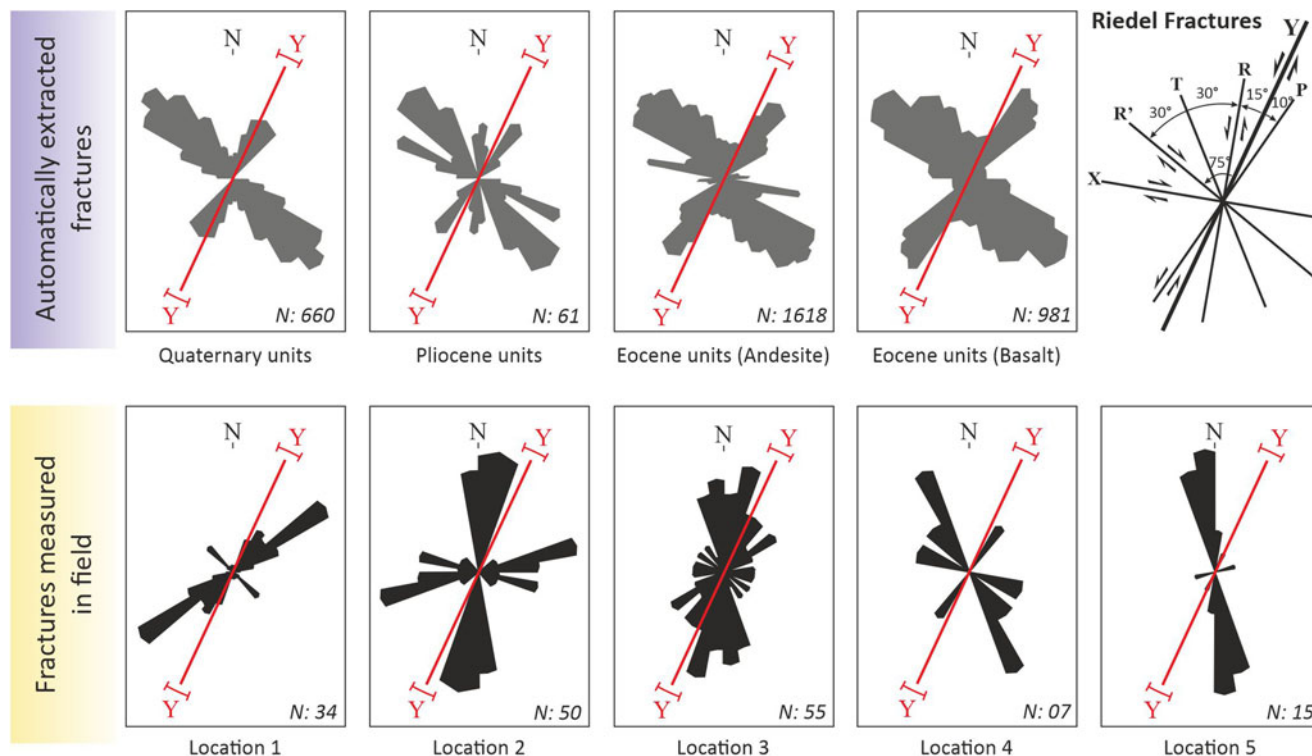 Automatically extracted
fractures
N
Y
Y
N: 660
Quaternary units
N
Y
Y
N: 61
Pliocene units
N
Y
Y
N: 1618
Eocene units (Andesite)
N
Y
Y
N: 981
Eocene units (Basalt)
Riedel Fractures
Y
R
P
T
R'
X
30°
30°
15°
10°
75°
Fractures measured
in field
N
Y
Y
N: 34
Location 1
N
Y
Y
N: 50
Location 2
N
Y
Y
N: 55
Location 3
N
Y
Y
N: 07
Location 4
N
Y
Y
N: 15
Location 5